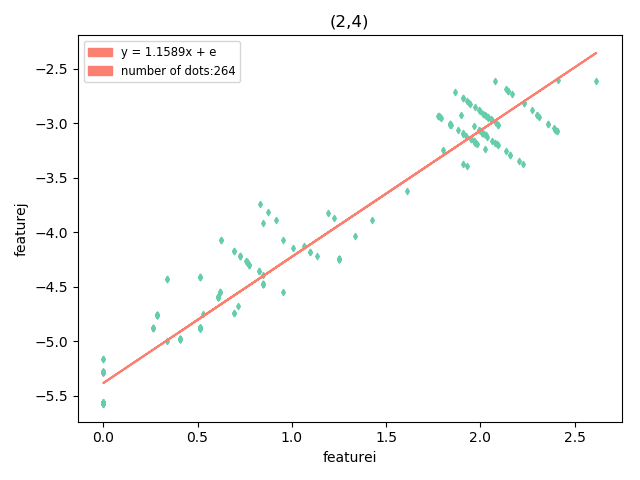 (2,4)
y = 1.1589x + e
number of dots:264
−2.5
−3.0
−3.5
−4.0
−4.5
−5.0
−5.5
featurej
0.0 0.5 1.0 1.5 2.0 2.5
featurei